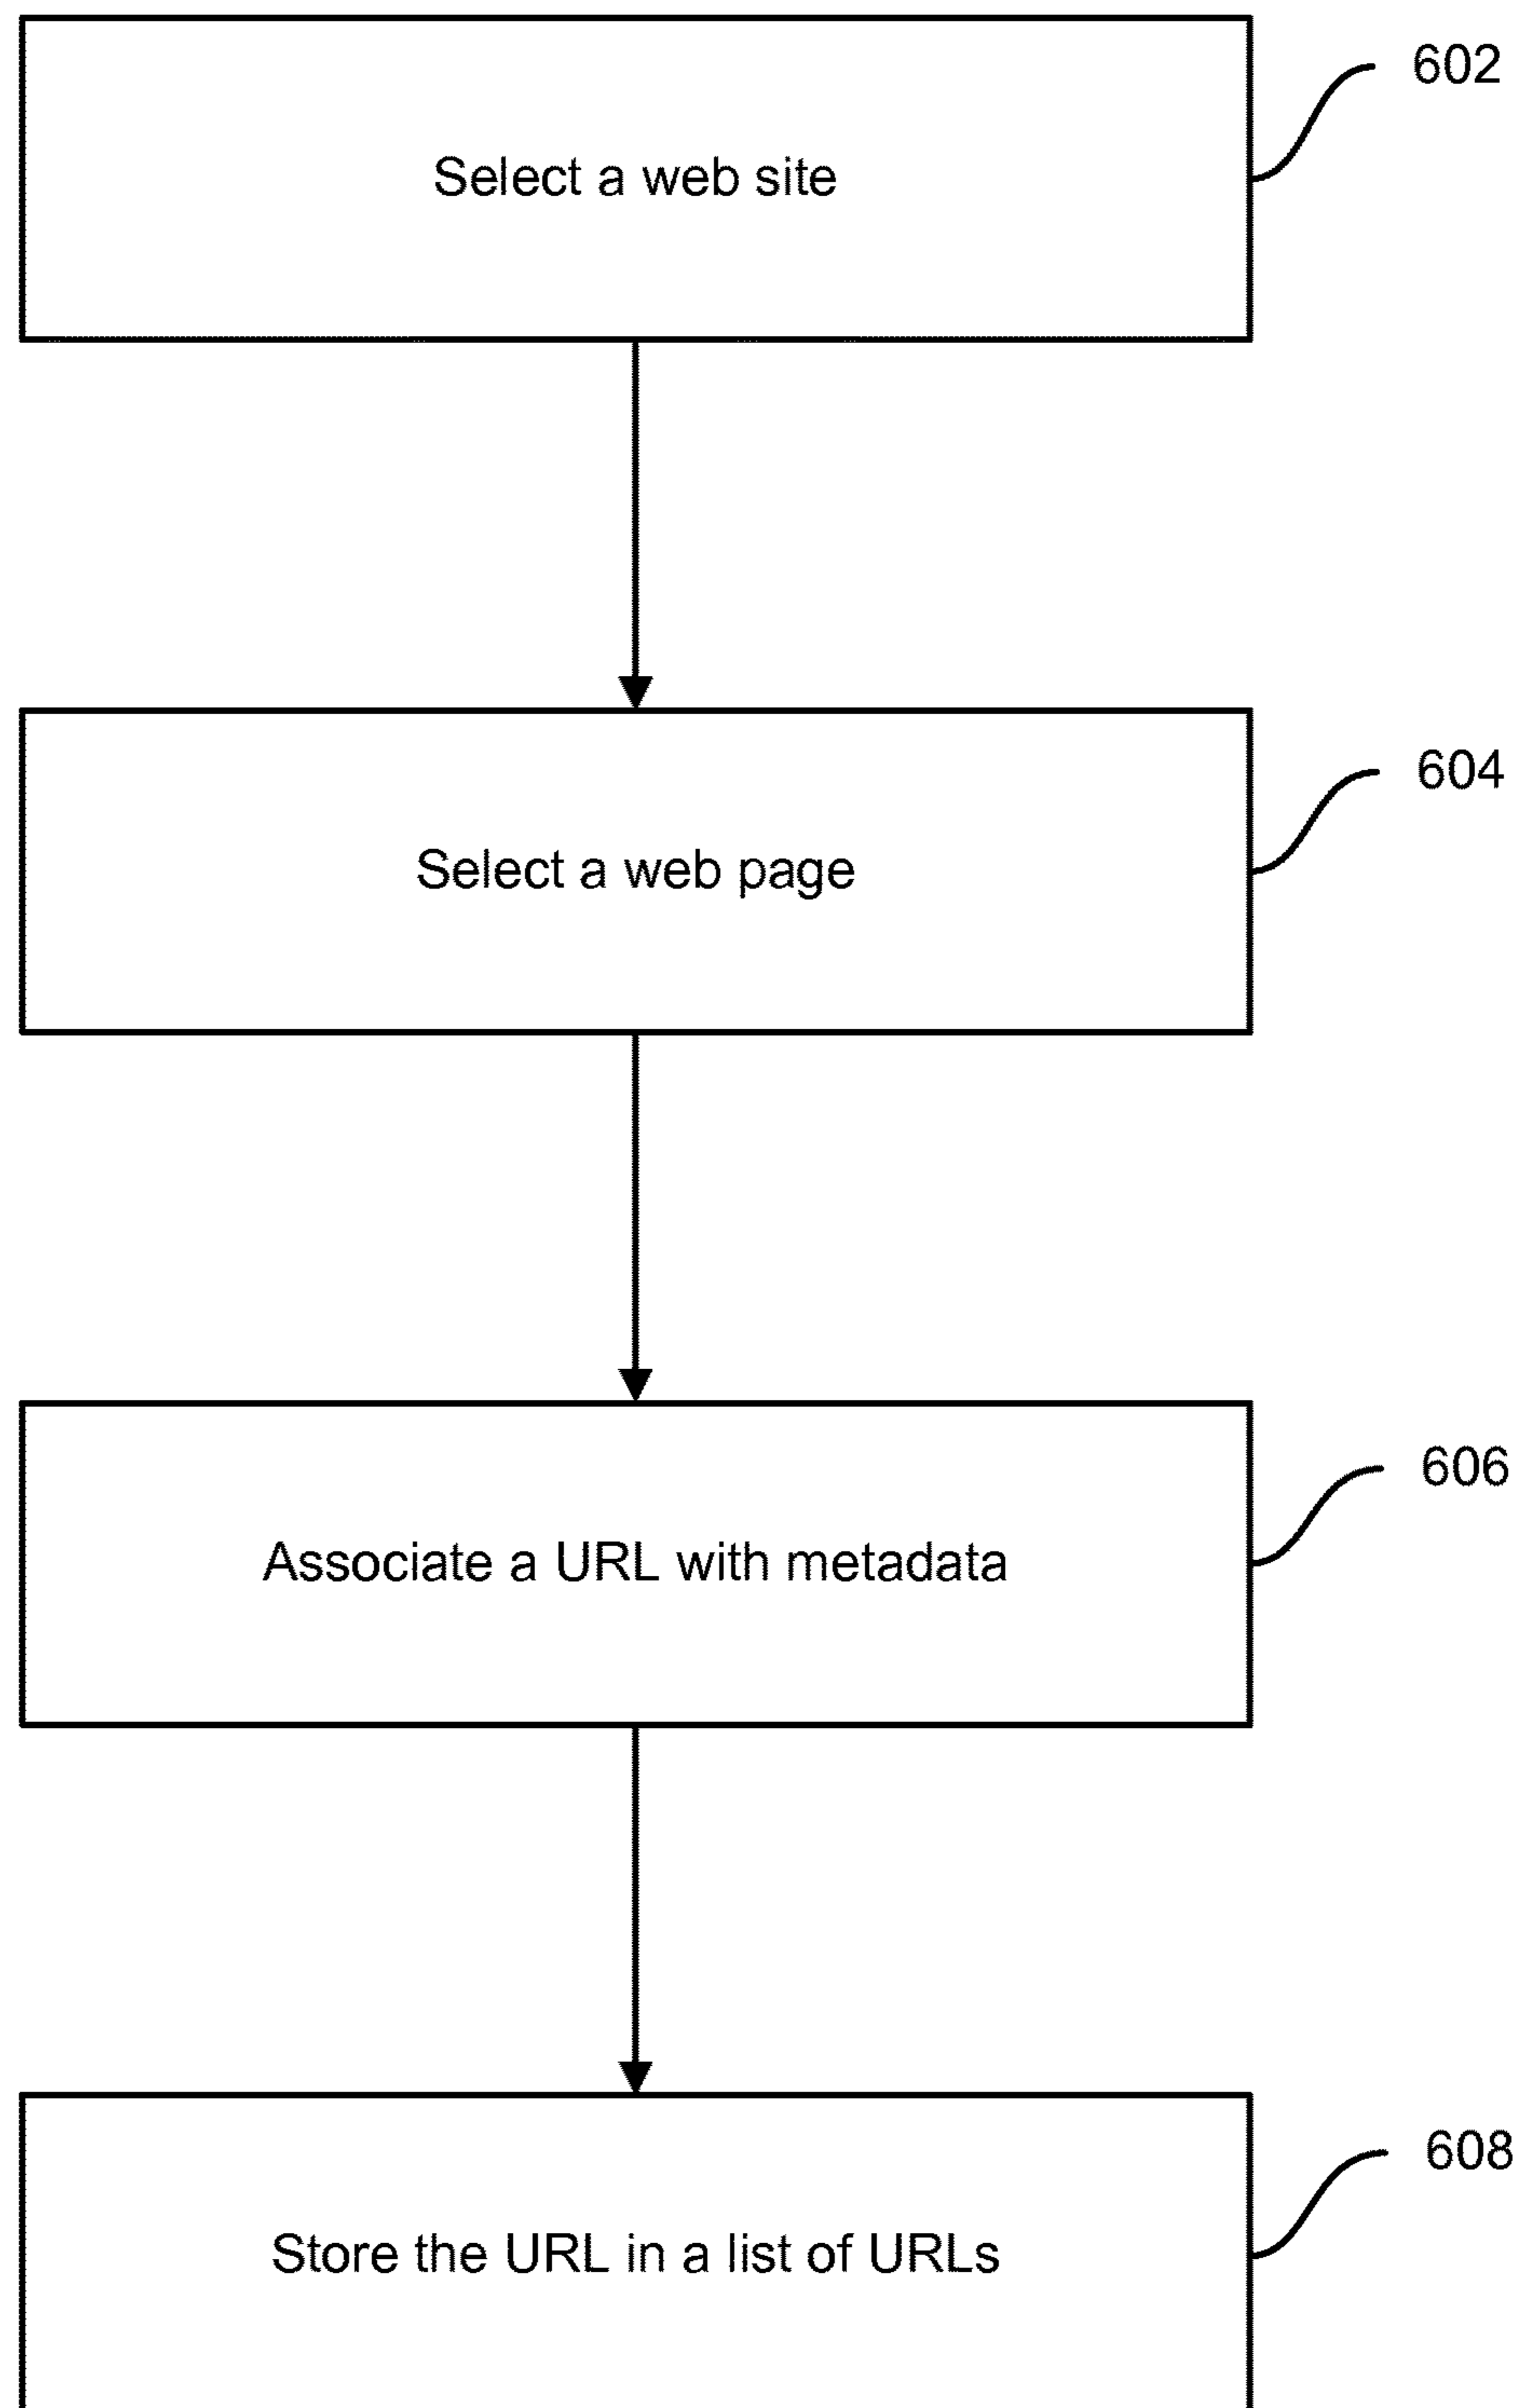 602
Select a web site
604
Select a web page
606
Associate a URL with metadata
608
Store the URL in a list of URLs